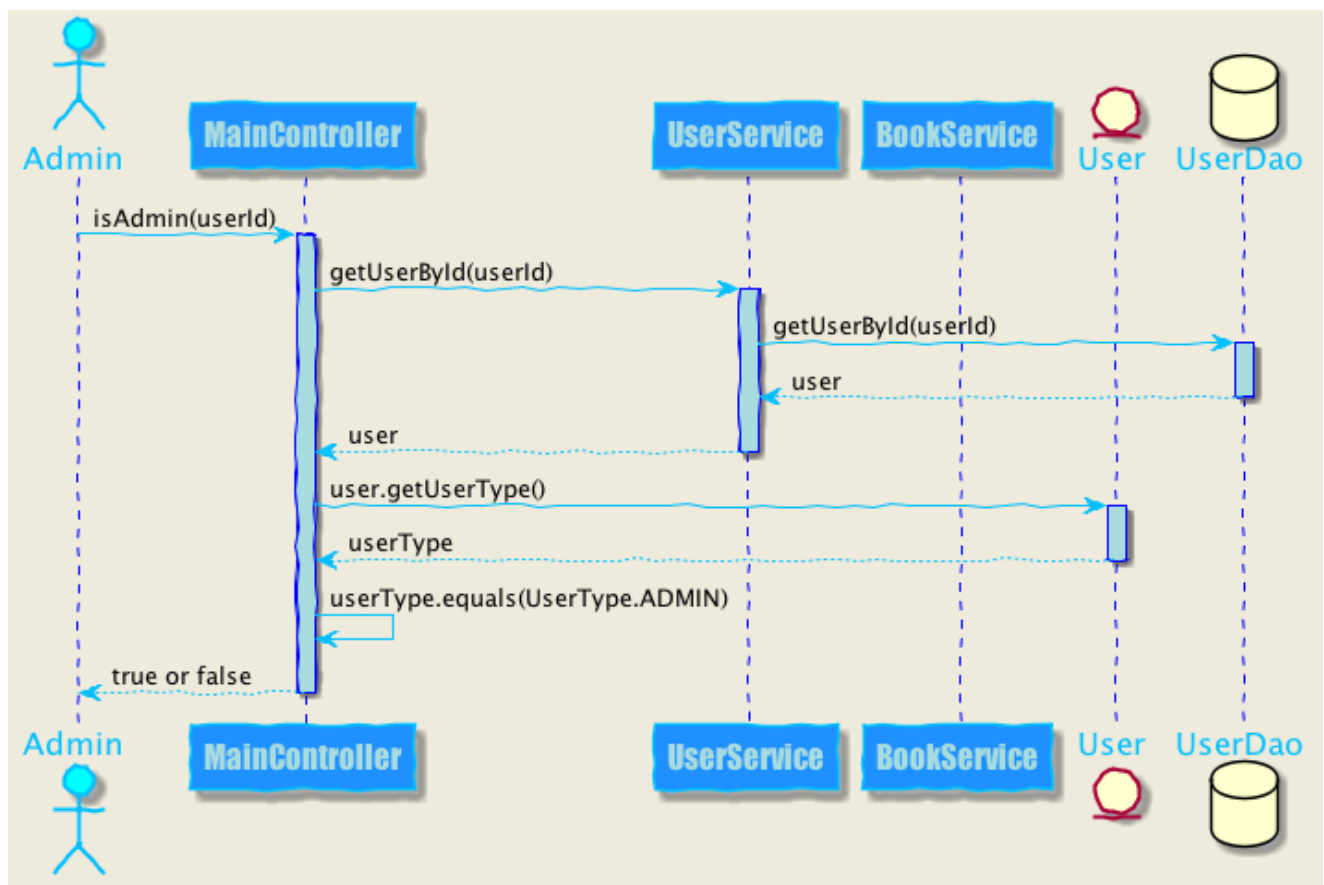 Admin
MainController
UserService
BookService
User
UserDao
isAdmin(userId)
getUserById(userId)
getUserById(userId)
user
user
user.getUserType()
userType
userType.equals(UserType.ADMIN)
true or false
Admin
MainController
UserService
BookService
User
UserDao